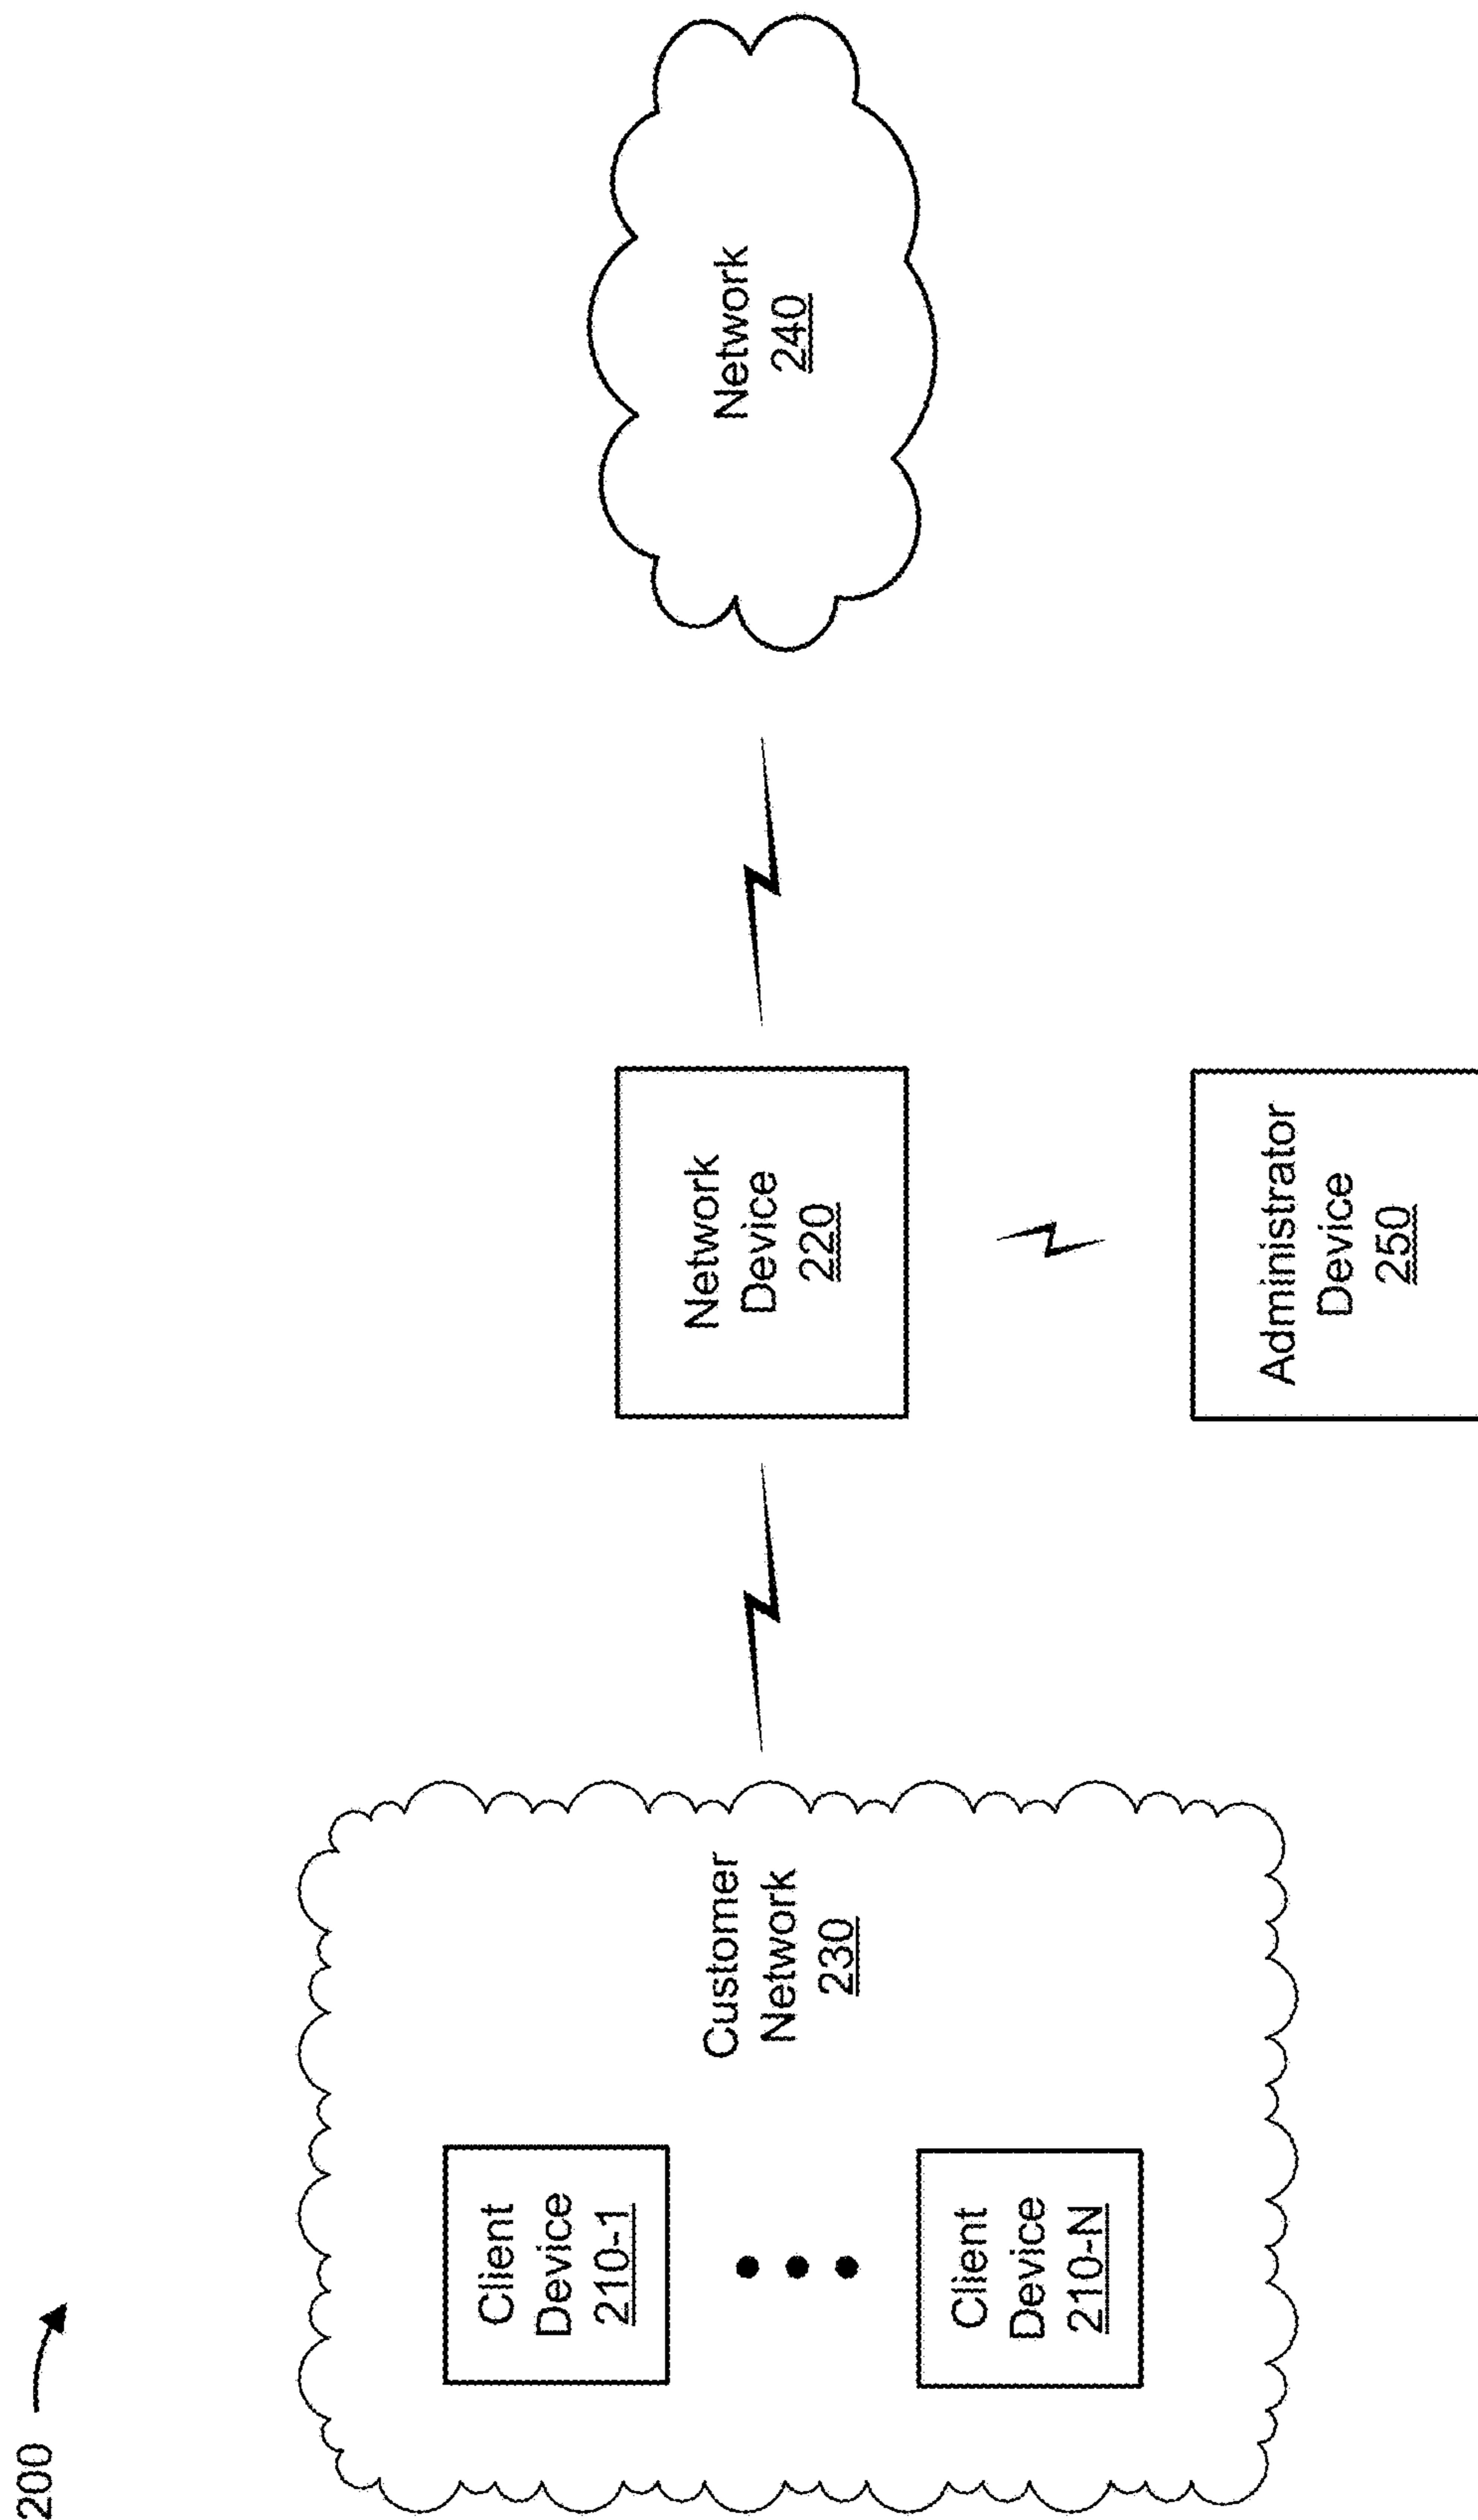 200
Client
Device
210-1
Client
Device
210-N
Customer
Network
230
Network
Device
220
Administrator
Device
250
Network
240